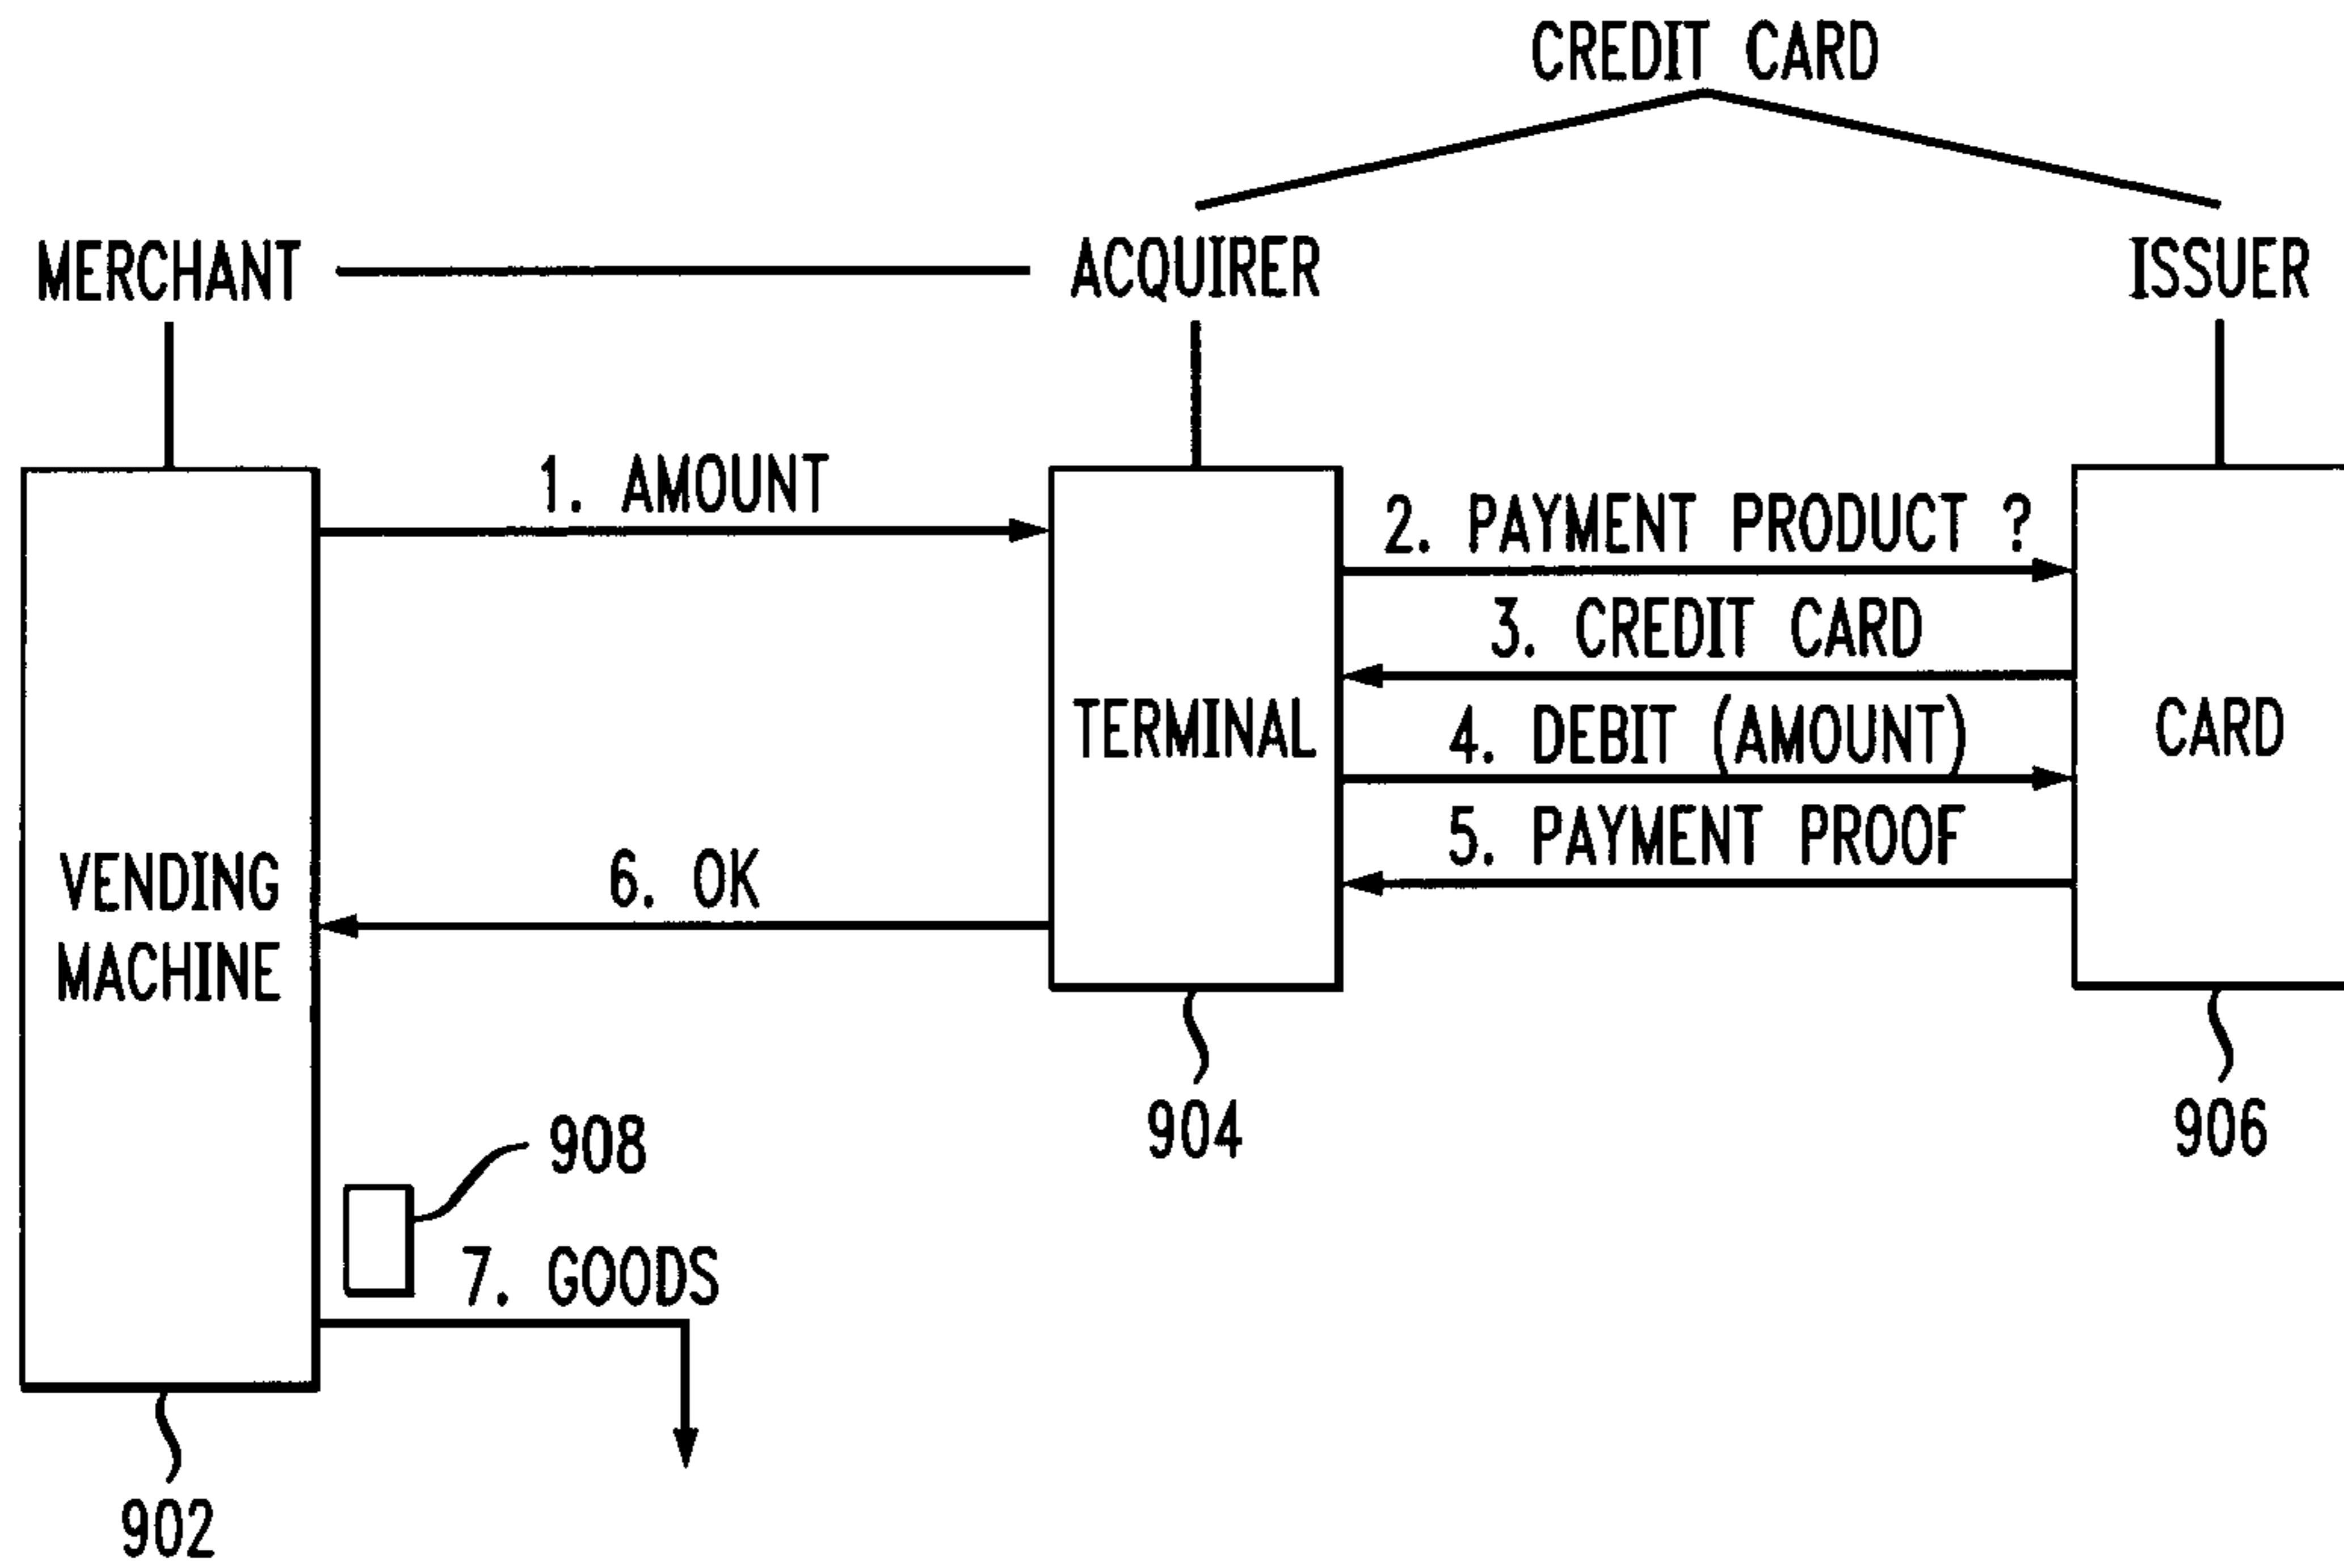 CREDIT CARD
MERCHANT
ACQUIRER
ISSUER
1. AMOUNT
2. PAYMENT PRODUCT ?
3. CREDIT CARD
4. DEBIT (AMOUNT)
5. PAYMENT PROOF
6. OK
TERMINAL
CARD
VENDING
MACHINE
904
906
908
7. GOODS
902